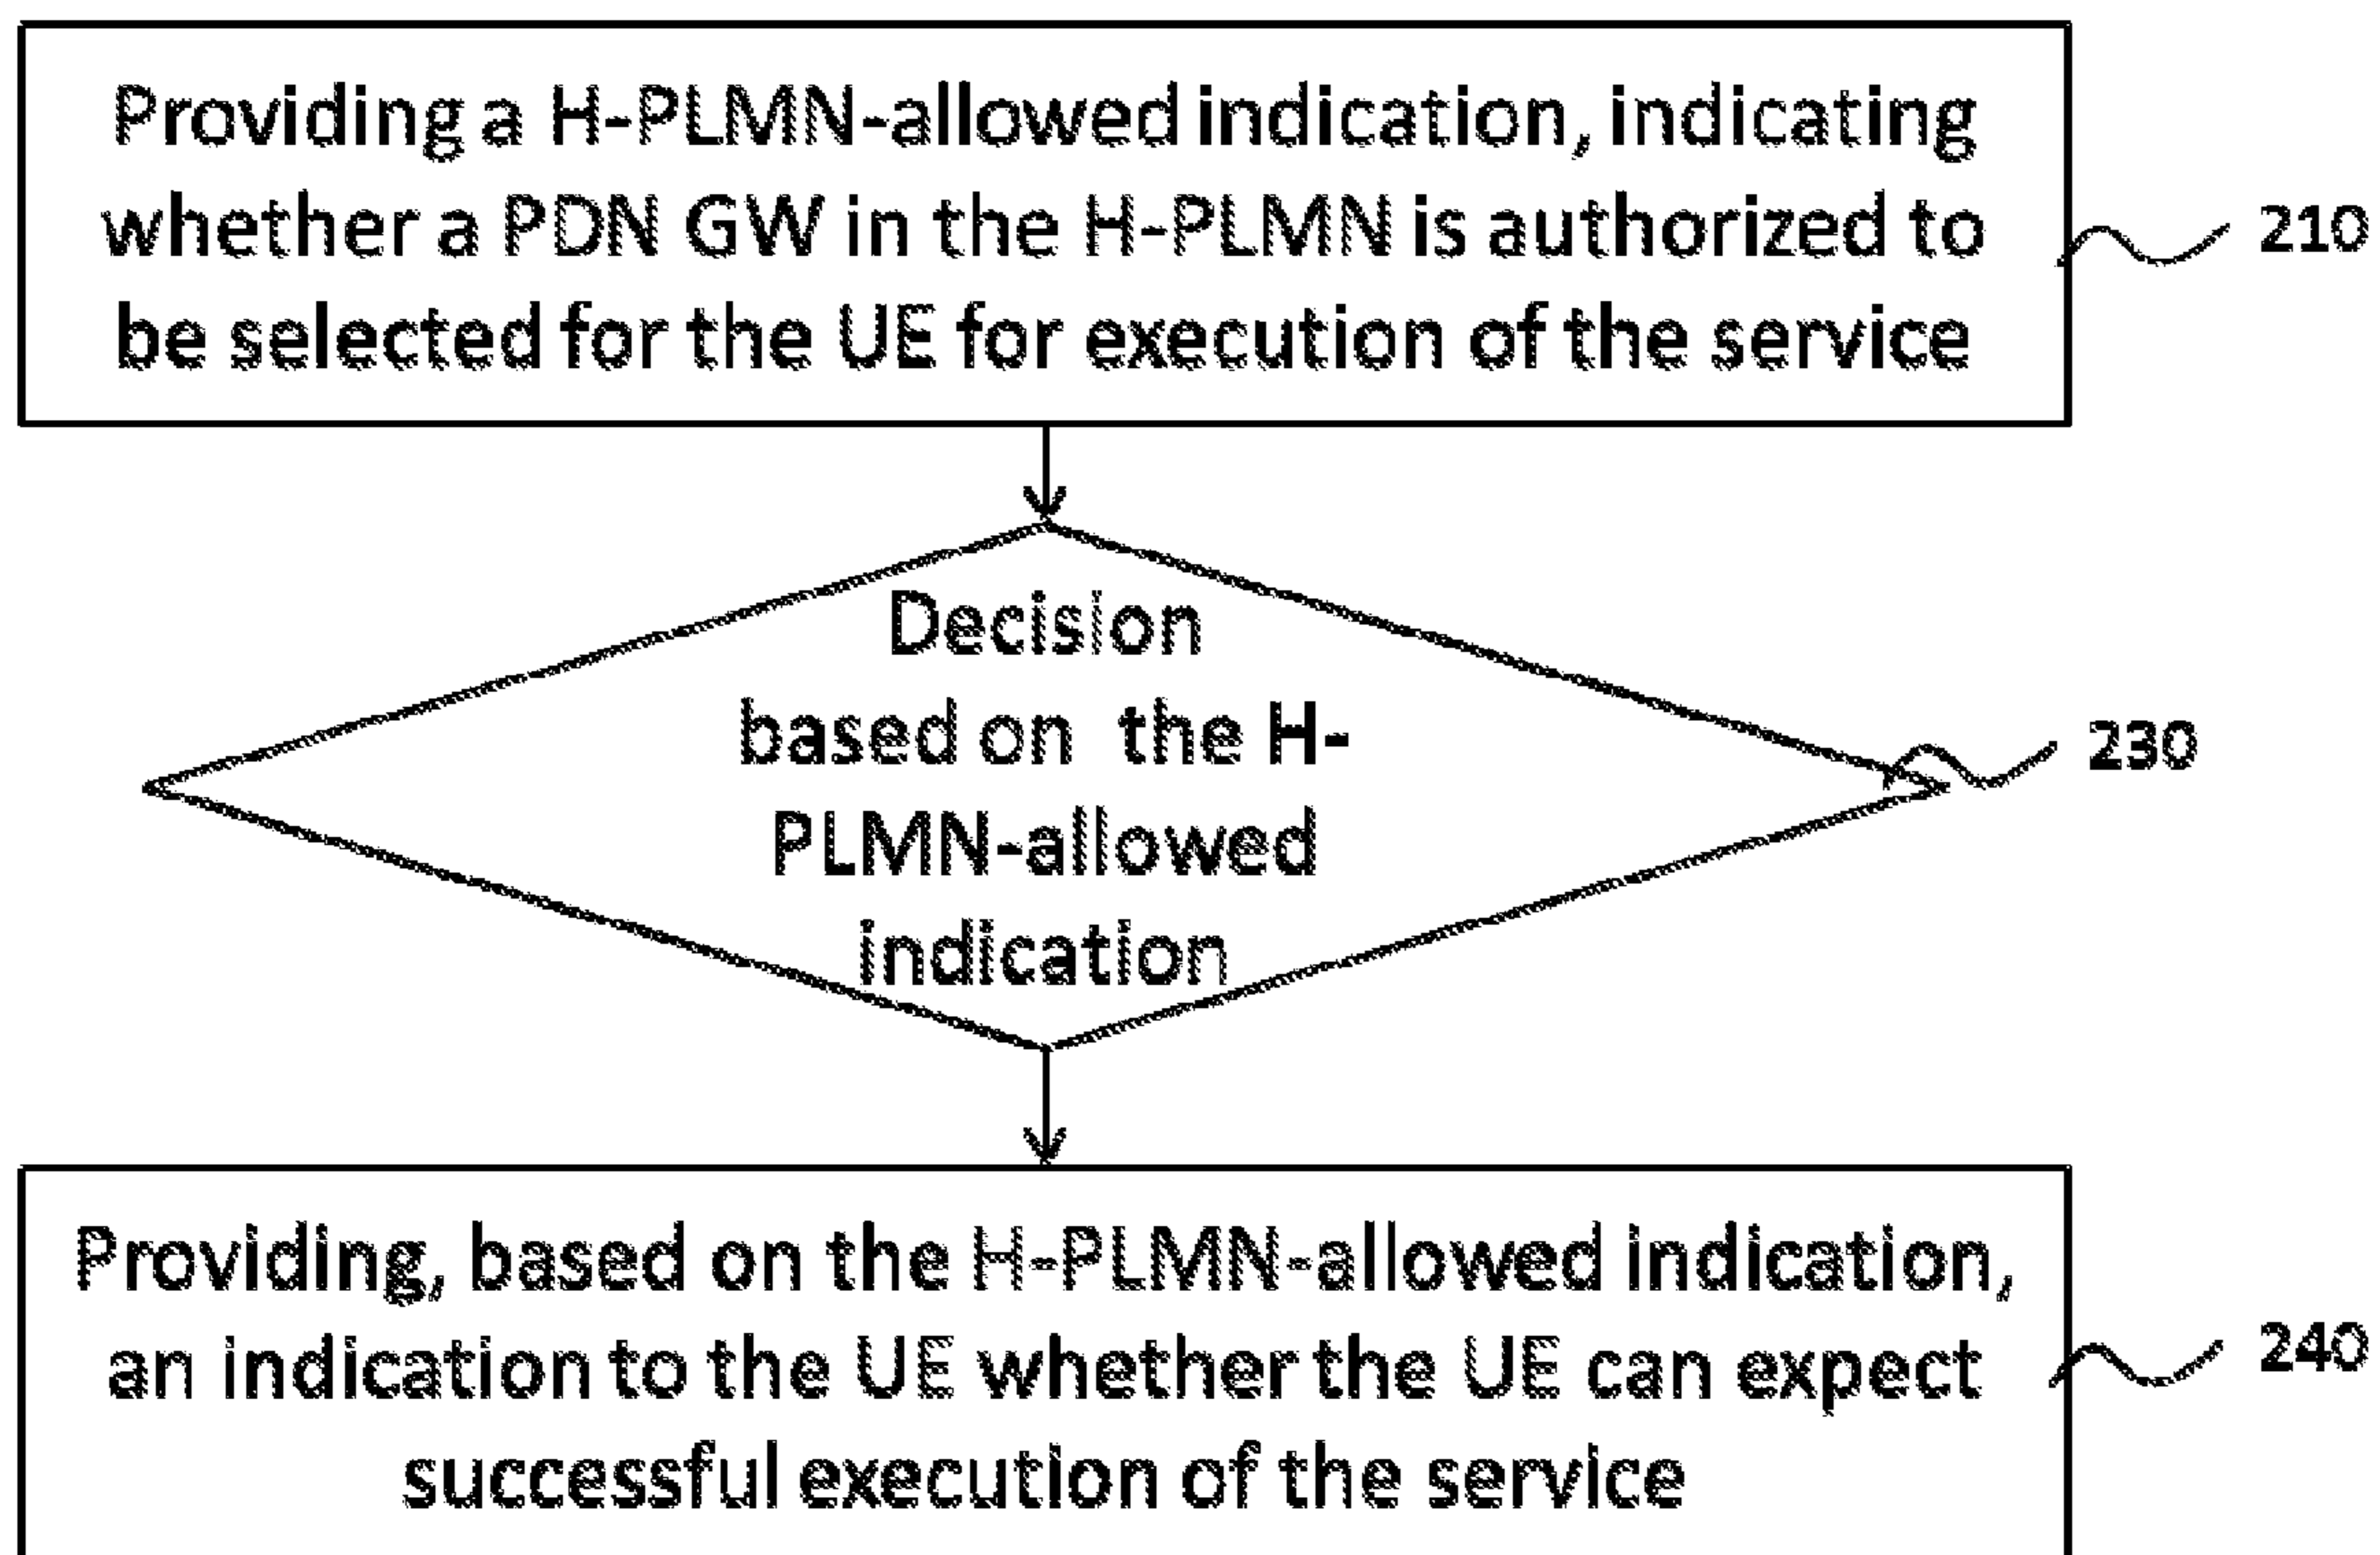 Providing a H-PLMN-allowed indication, indicating
whether a PDN GW in the H-PLMN is authorized to
be selected for the UE for execution of the service
210
Decision
based on the H-
PLMN-allowed
indication
230
Providing, based on the H-PLMN-allowed indication,
an indication to the UE whether the UE can expect
successful execution of the service
240